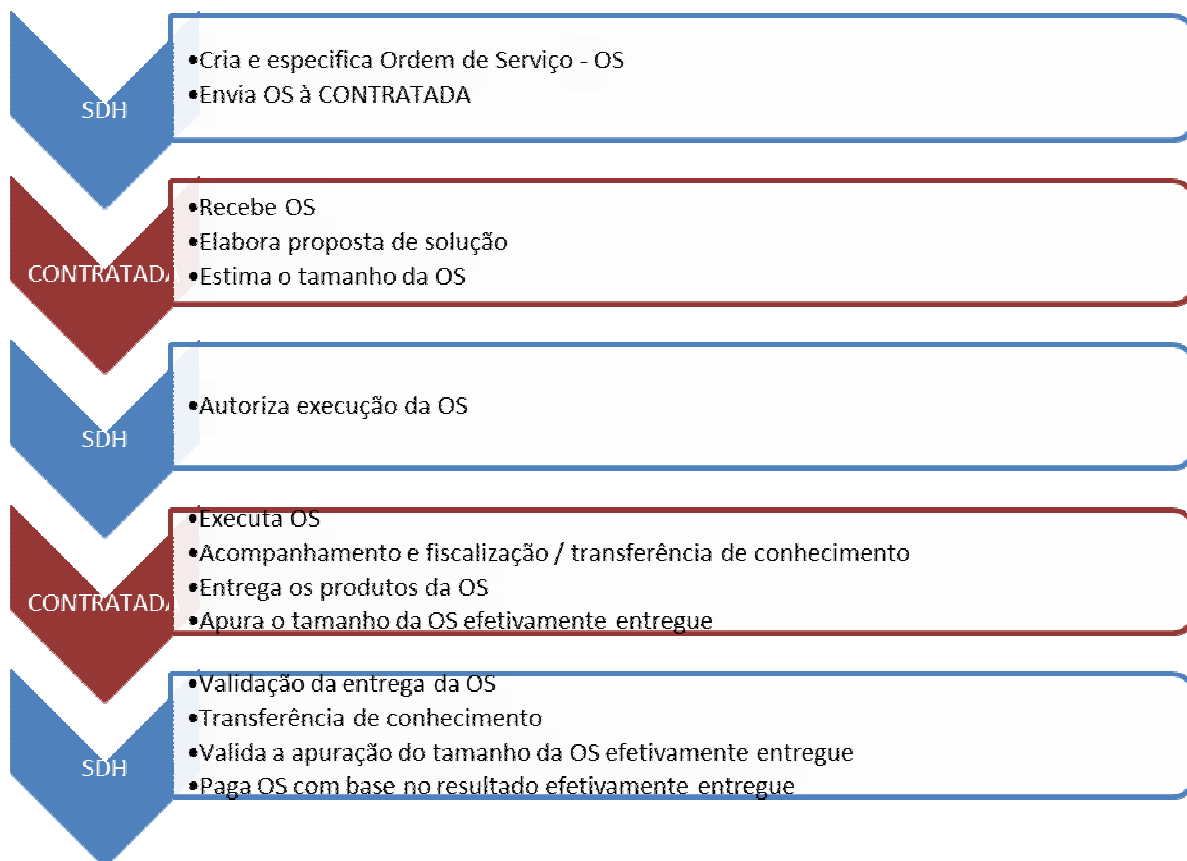 SDH
•Cria e especifica Ordem de Serviço - OS
•Envia OS à CONTRATADA
CONTRATADA
•Recebe OS
•Elabora proposta de solução
•Estima o tamanho da OS
SDH
•Autoriza execução da OS
CONTRATADA
•Executa OS
•Acompanhamento e fiscalização / transferência de conhecimento
•Entrega os produtos da OS
•Apura o tamanho da OS efetivamente entregue
SDH
•Validação da entrega da OS
•Transferência de conhecimento
•Valida a apuração do tamanho da OS efetivamente entregue
•Paga OS com base no resultado efetivamente entregue